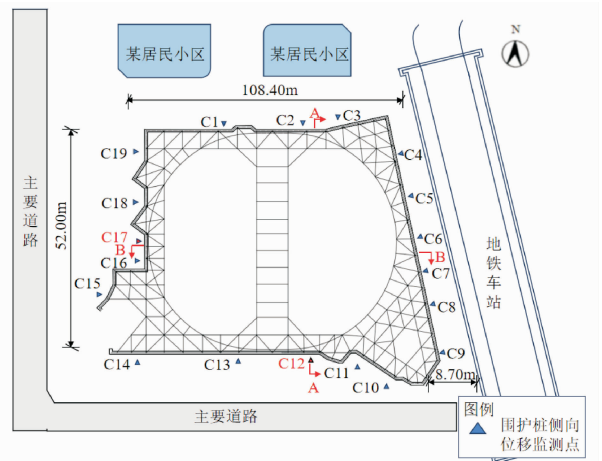 某居民小区
某居民小区
N
108.40m
A
C1
C2
C3
C19
C4
C18
C5
主要道路
52.00m
C17
C6
地铁车站
B
B
C16
C7
C15
C8
C14
C13
C12
C11
C9
A
C10
8.70m
图例
主要道路
围护桩侧向
位移监测点